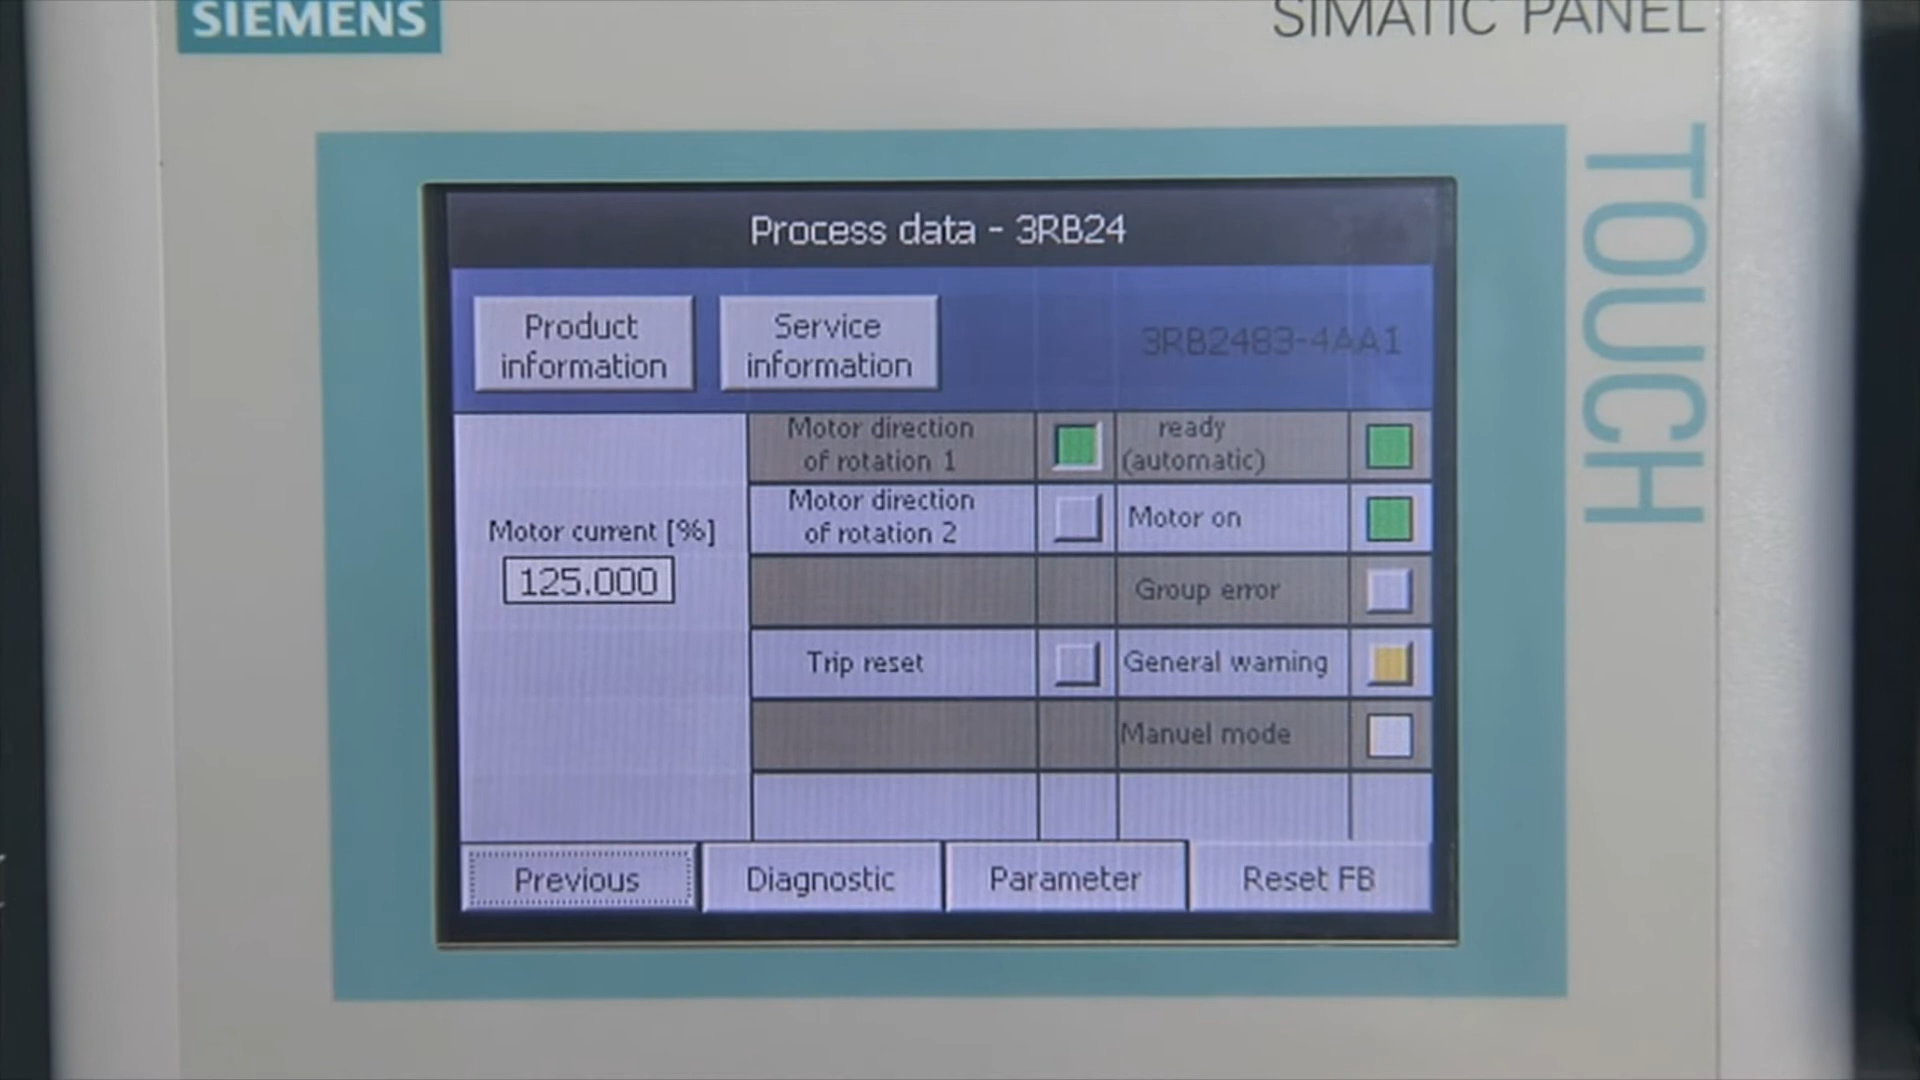 SIEMENS
SIMATIC PANEL
TOUCH
Process data - 3RB24
Product
information
Service
information
3RB2483-4AA1
Motor current [%]
125.000
Motor direction
of rotation 1
ready
(automatic)
Motor direction
of rotation 2
Motor on
Group error
Trip reset
General warning
Manuel mode
Previous
Diagnostic
Parameter
Reset FB